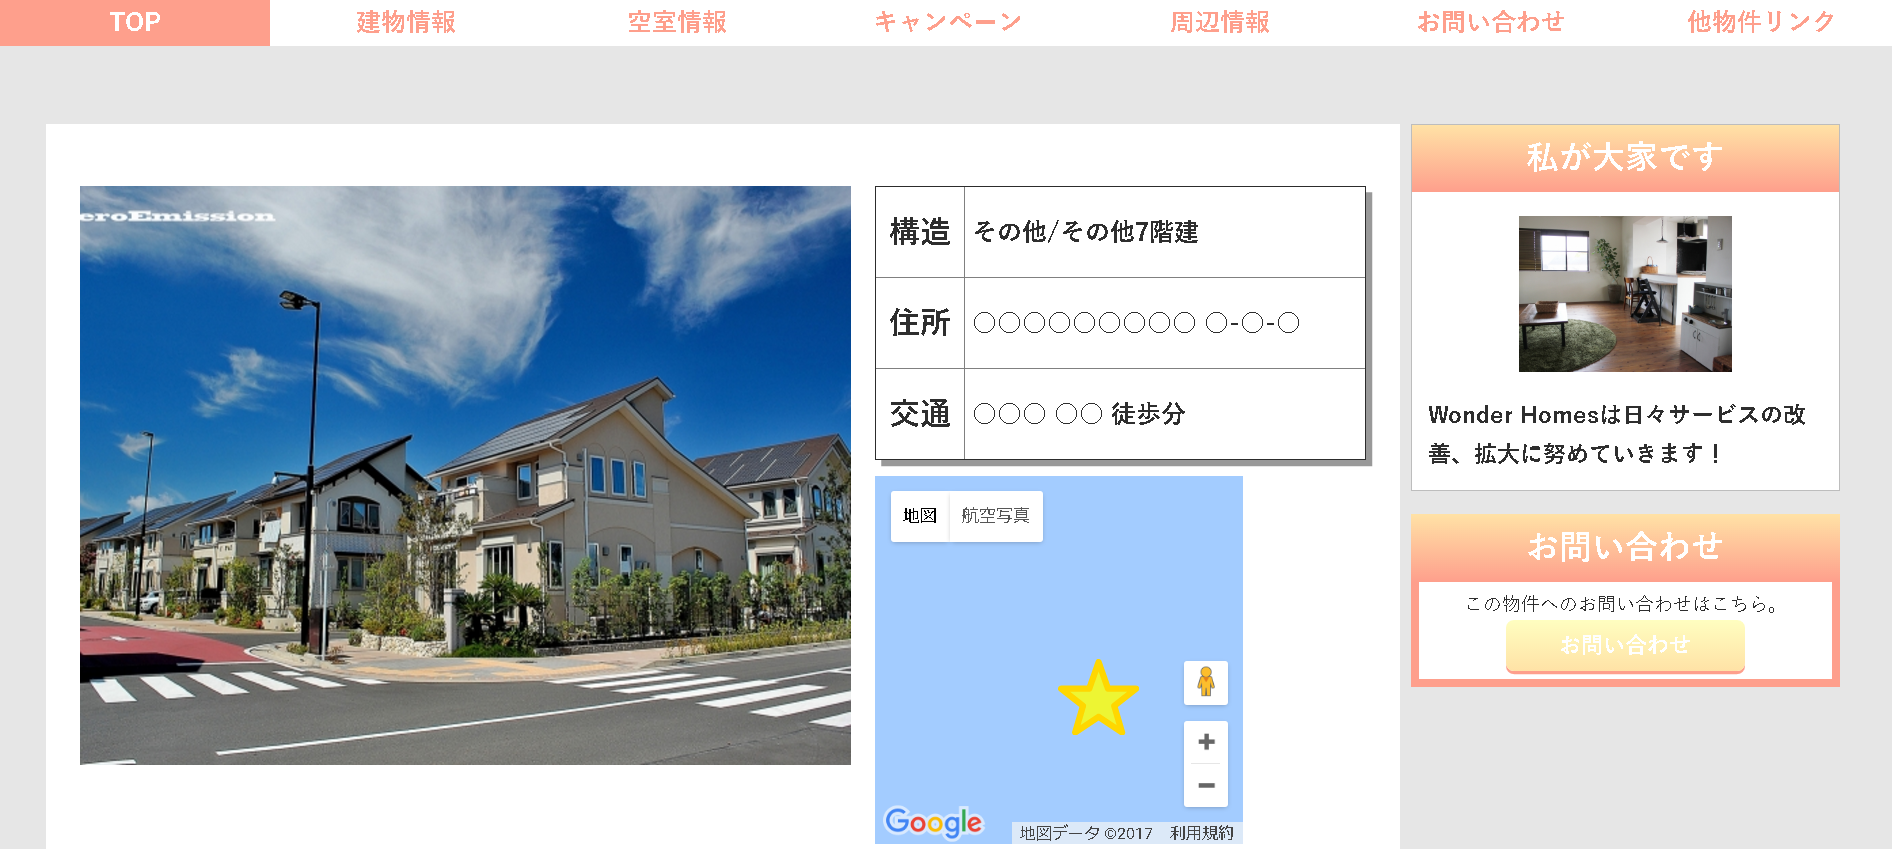 TOP 建物情報 空室情報 キャンペーン 周辺情報 お問い合わせ 他物件リンク
eroEmission
構造 その他/その他7階建
住所 ○○○○○○○○○ ○-○-○
交通 ○○○ ○○ 徒歩分
地図 航空写真
Google
地図データ ©2017 利用規約
私が大家です
Wonder Homesは日々サービスの改
善、拡大に努めていきます！
お問い合わせ
この物件へのお問い合わせはこちら。
お問い合わせ